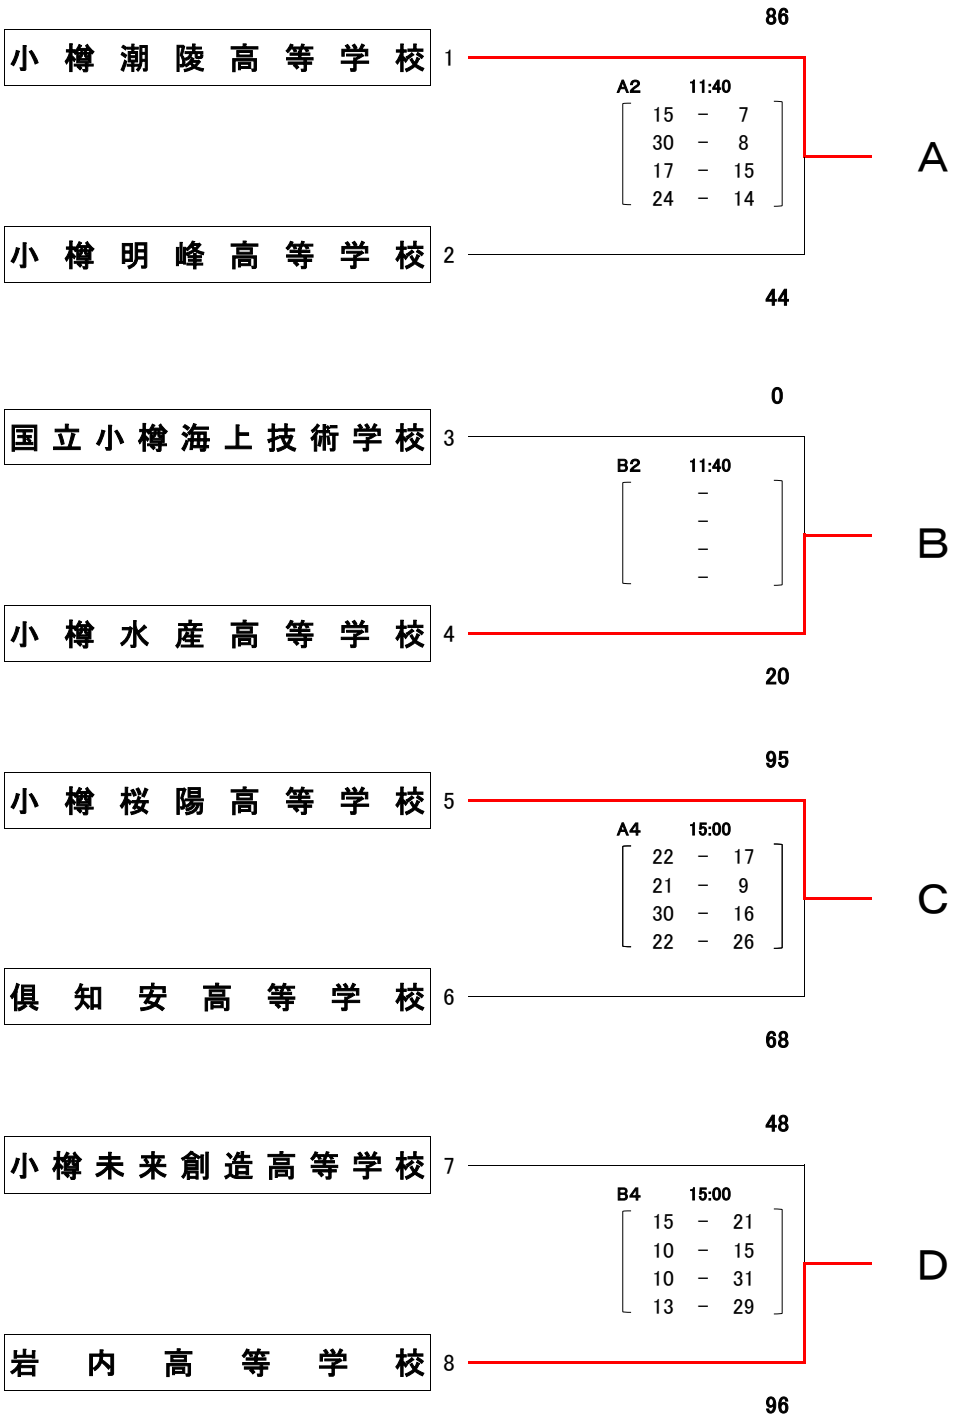 86
小樽潮陵高等学校 1
A2 11:40
15 - 7
30 - 8
17 - 15
24 - 14
A
小樽明峰高等学校 2
44
0
国立小樽海上技術学校 3
B2 11:40
-
-
-
-
B
小樽水産高等学校 4
20
95
小樽桜陽高等学校 5
A4 15:00
22 - 17
21 - 9
30 - 16
22 - 26
C
倶知安高等学校 6
68
48
小樽未来創造高等学校 7
B4 15:00
15 - 21
10 - 15
10 - 31
13 - 29
D
岩内高等学校 8
96